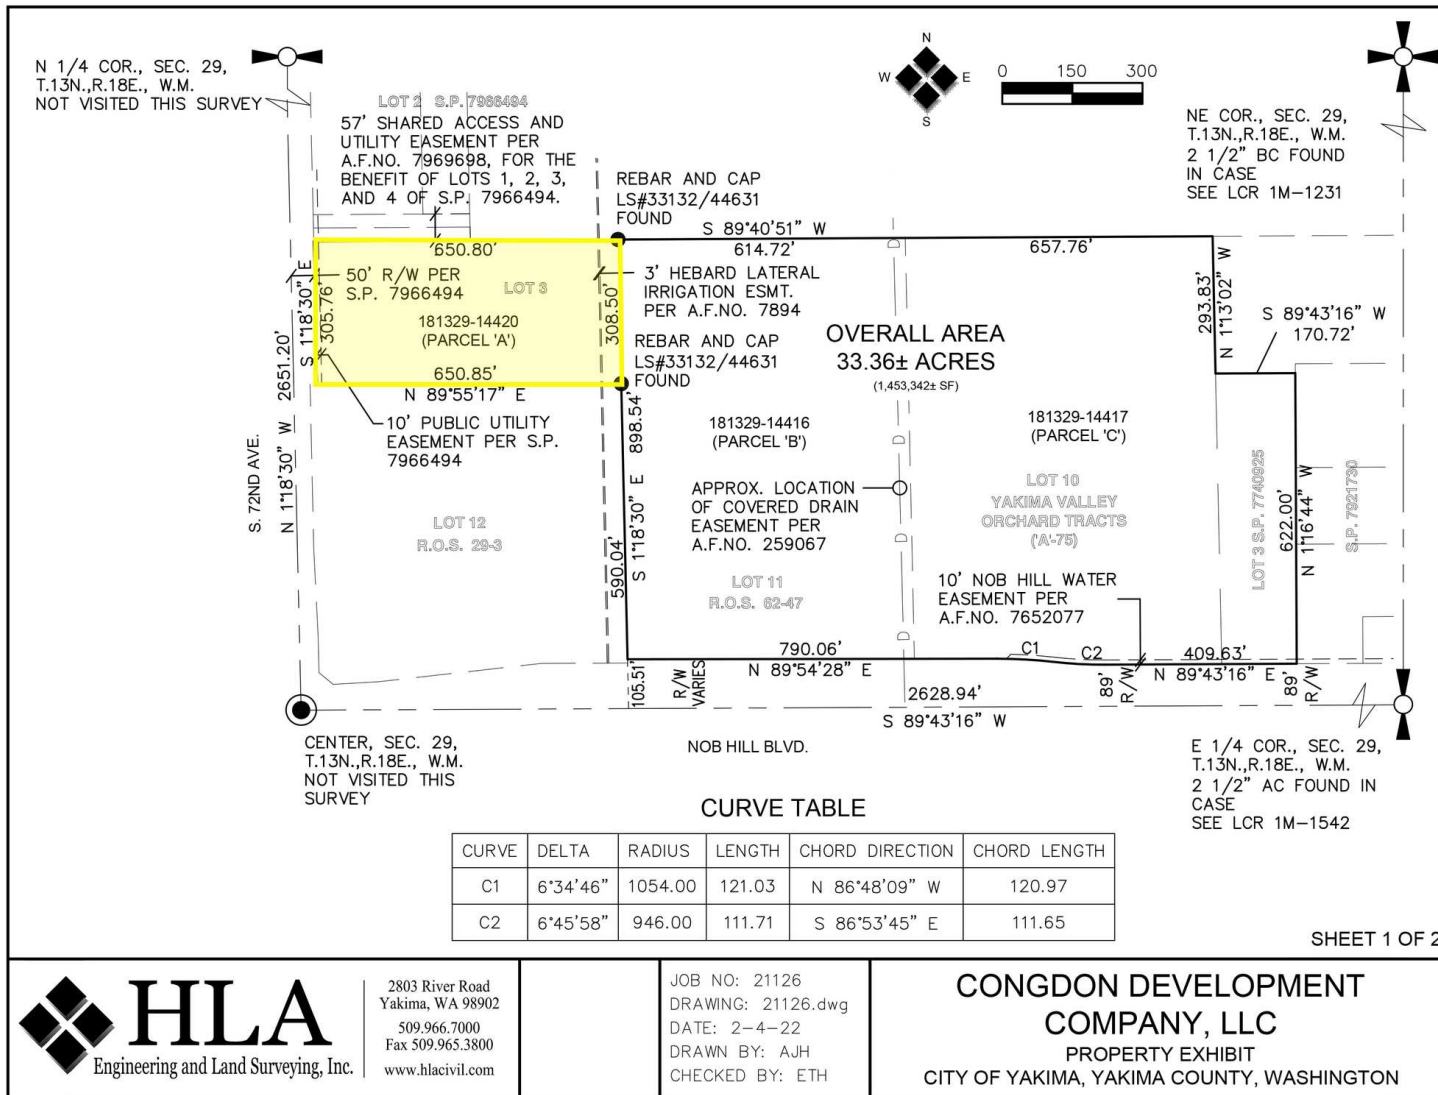 N 1/4 COR., SEC. 29,
T.13N.,R.18E., W.M.
NOT VISITED THIS SURVEY
LOT 2 S.P. 7966494
57' SHARED ACCESS AND
UTILITY EASEMENT PER
A.F.NO. 7969698, FOR THE
BENEFIT OF LOTS 1, 2, 3,
AND 4 OF S.P. 7966494.
N
W E
S
0 150 300
NE COR., SEC. 29,
T.13N.,R.18E., W.M.
2 1/2" BC FOUND
IN CASE
SEE LCR 1M-1231
REBAR AND CAP
LS#33132/44631
FOUND
S 89°40'51" W
614.72'
657.76'
650.80'
50' R/W PER
S.P. 7966494
LOT 3
181329-14420
(PARCEL 'A')
650.85'
N 89°55'17" E
S 1°18'30" E
305.76'
308.50'
3' HEBARD LATERAL
IRRIGATION ESMT.
PER A.F.NO. 7894
REBAR AND CAP
LS#33132/44631
FOUND
OVERALL AREA
33.36± ACRES
(1,453,342± SF)
293.83'
N 1°13'02" W
S 89°43'16" W
170.72'
10' PUBLIC UTILITY
EASEMENT PER S.P.
7966494
S. 72ND AVE.
N 1°18'30" W 2651.20'
LOT 12
R.O.S. 29-3
590.04'
S 1°18'30" E 898.54'
181329-14416
(PARCEL 'B')
181329-14417
(PARCEL 'C')
APPROX. LOCATION
OF COVERED DRAIN
EASEMENT PER
A.F.NO. 259067
D
D
D
D
D
LOT 10
YAKIMA VALLEY
ORCHARD TRACTS
('A'-75)
LOT 3 S.P. 7740925
622.00'
N 1°16'44" W
S.P. 7921730
LOT 11
R.O.S. 62-47
10' NOB HILL WATER
EASEMENT PER
A.F.NO. 7652077
790.06'
N 89°54'28" E
C1
C2
409.63'
N 89°43'16" E
105.51'
R/W
VARIES
89'
R/W
89'
R/W
2628.94'
S 89°43'16" W
NOB HILL BLVD.
CENTER, SEC. 29,
T.13N.,R.18E., W.M.
NOT VISITED THIS
SURVEY
E 1/4 COR., SEC. 29,
T.13N.,R.18E., W.M.
2 1/2" AC FOUND IN
CASE
SEE LCR 1M-1542
CURVE TABLE
CURVE DELTA RADIUS LENGTH CHORD DIRECTION CHORD LENGTH
C1 6°34'46" 1054.00 121.03 N 86°48'09" W 120.97
C2 6°45'58" 946.00 111.71 S 86°53'45" E 111.65
SHEET 1 OF 2
HLA
Engineering and Land Surveying, Inc.
2803 River Road
Yakima, WA 98902
509.966.7000
Fax 509.965.3800
www.hlacivil.com
JOB NO: 21126
DRAWING: 21126.dwg
DATE: 2-4-22
DRAWN BY: AJH
CHECKED BY: ETH
CONGDON DEVELOPMENT
COMPANY, LLC
PROPERTY EXHIBIT
CITY OF YAKIMA, YAKIMA COUNTY, WASHINGTON